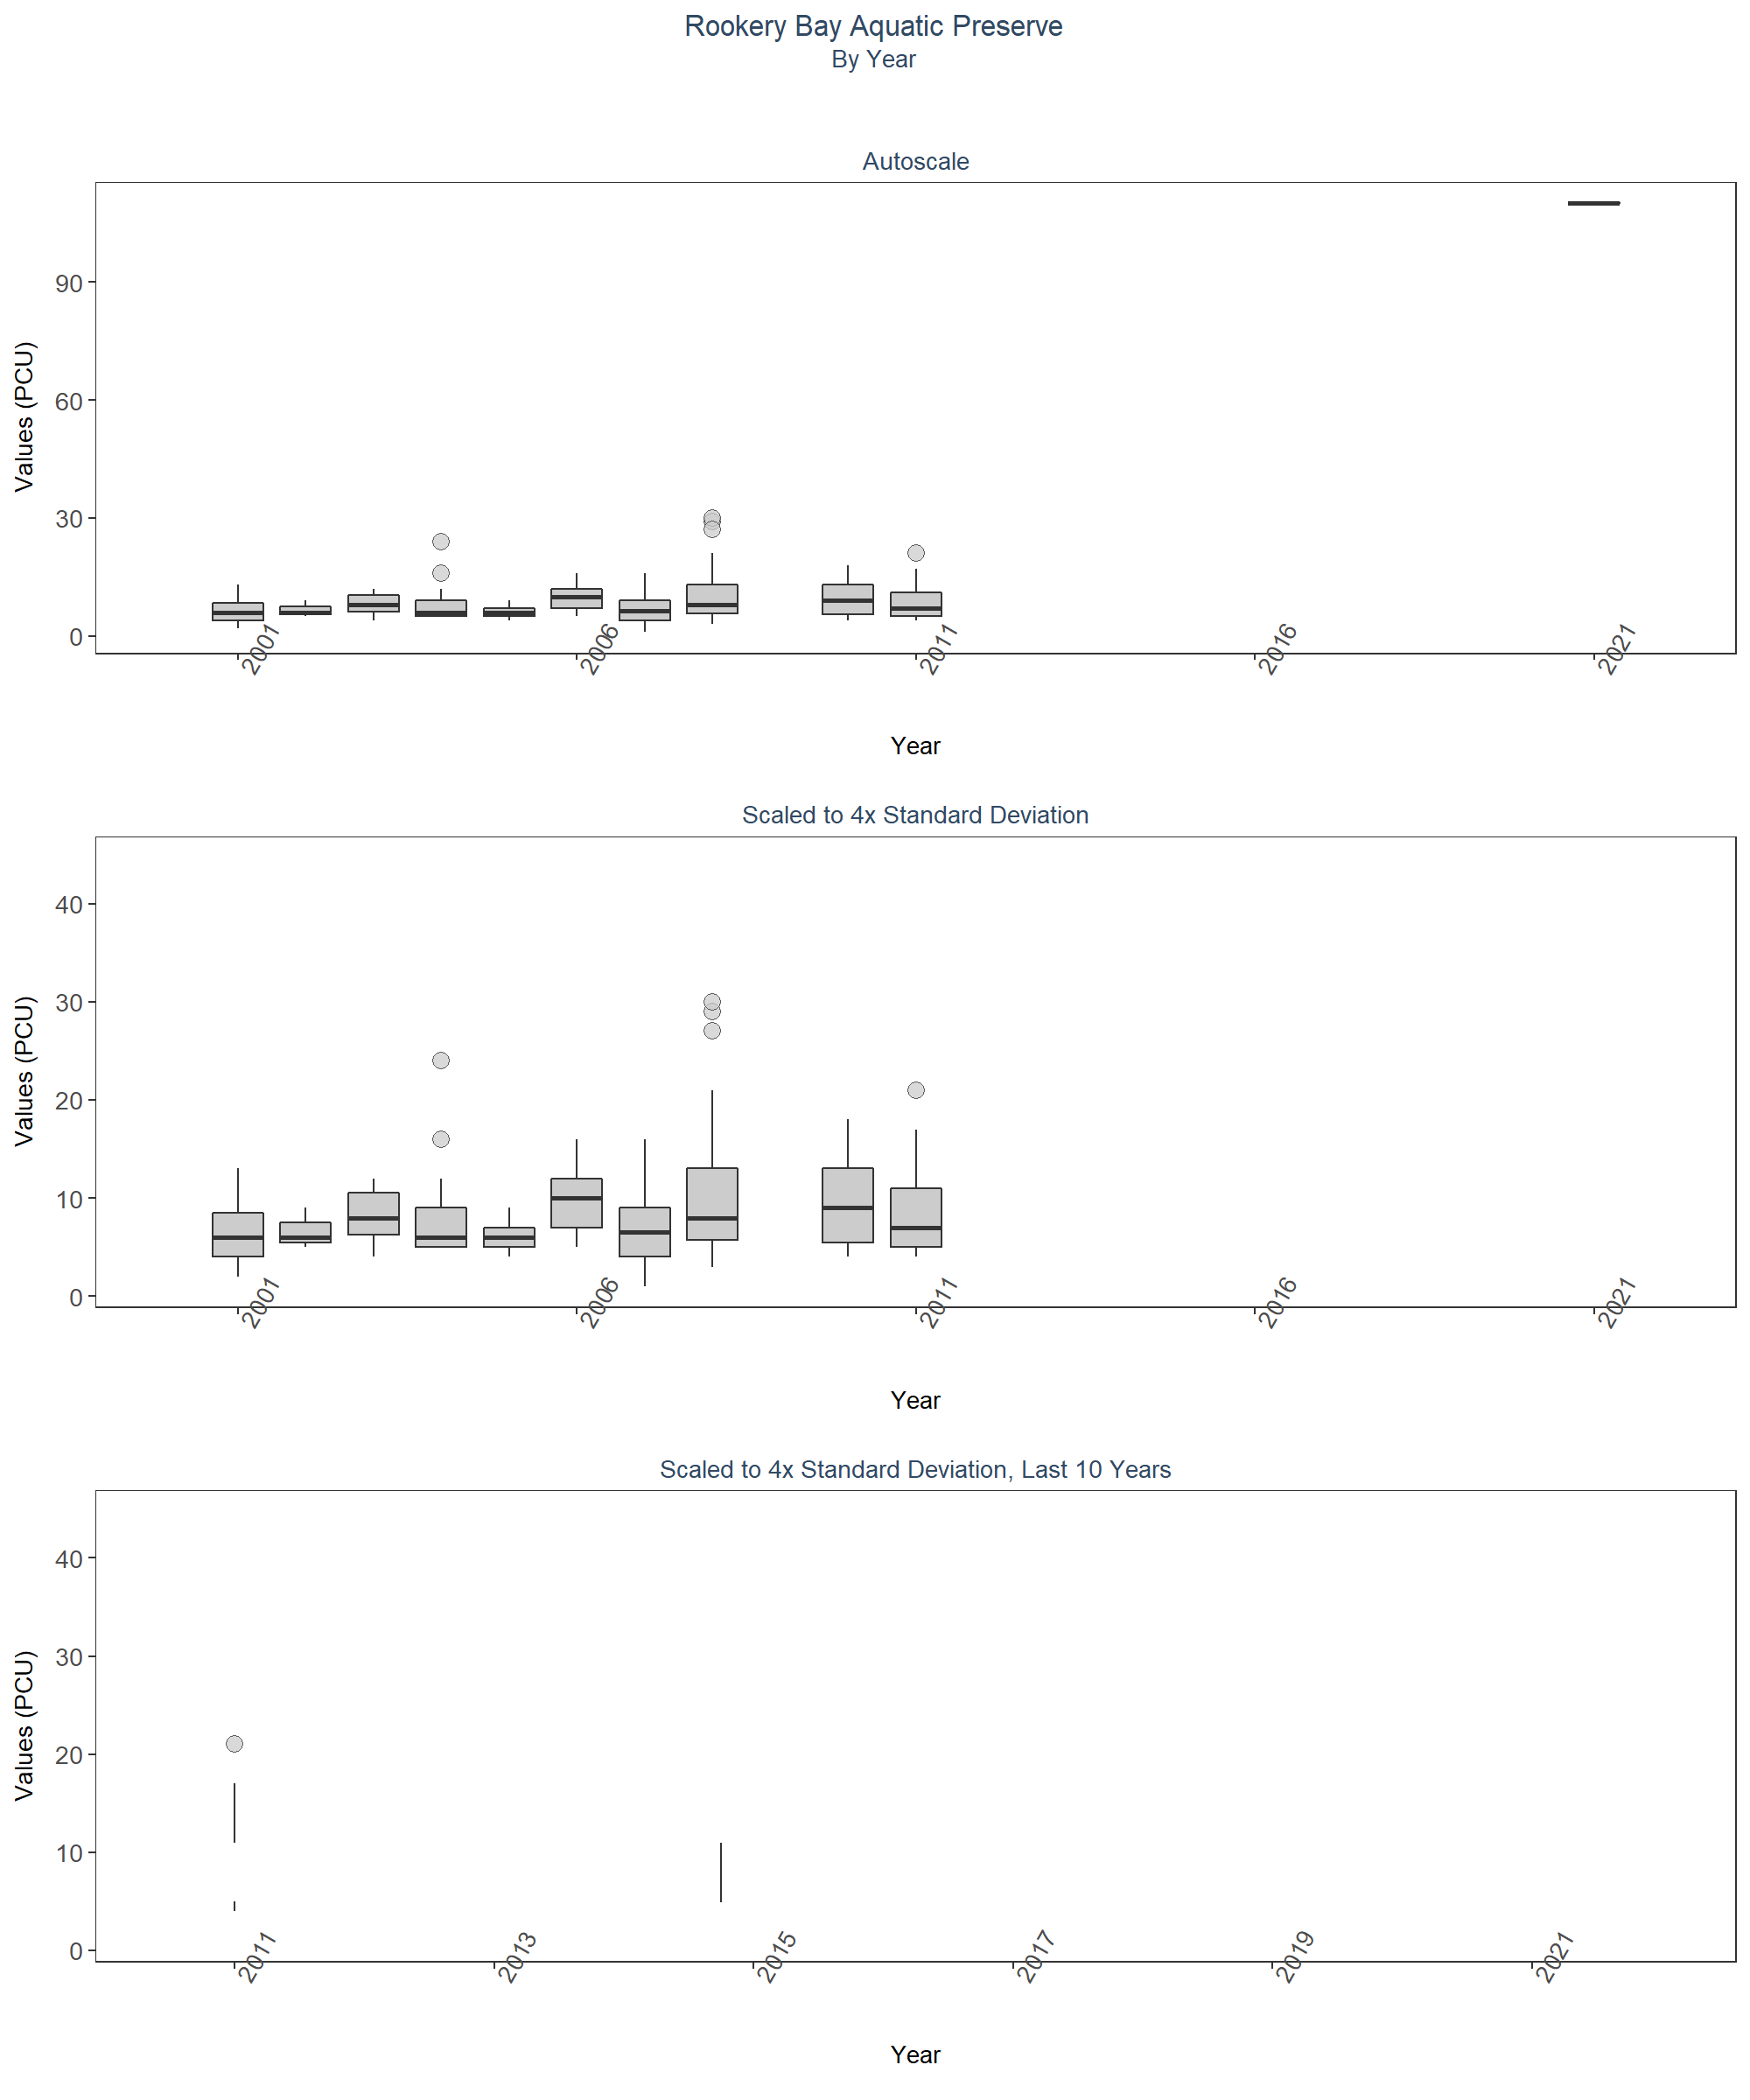 Rookery Bay Aquatic Preserve
By Year
Autoscale
Values (PCU)
90
60
30
0
2001 2006 2011 2016 2021
Year
Scaled to 4x Standard Deviation
Values (PCU)
40
30
20
10
0
2001 2006 2011 2016 2021
Year
Scaled to 4x Standard Deviation, Last 10 Years
Values (PCU)
40
30
20
10
0
2011 2013 2015 2017 2019 2021
Year